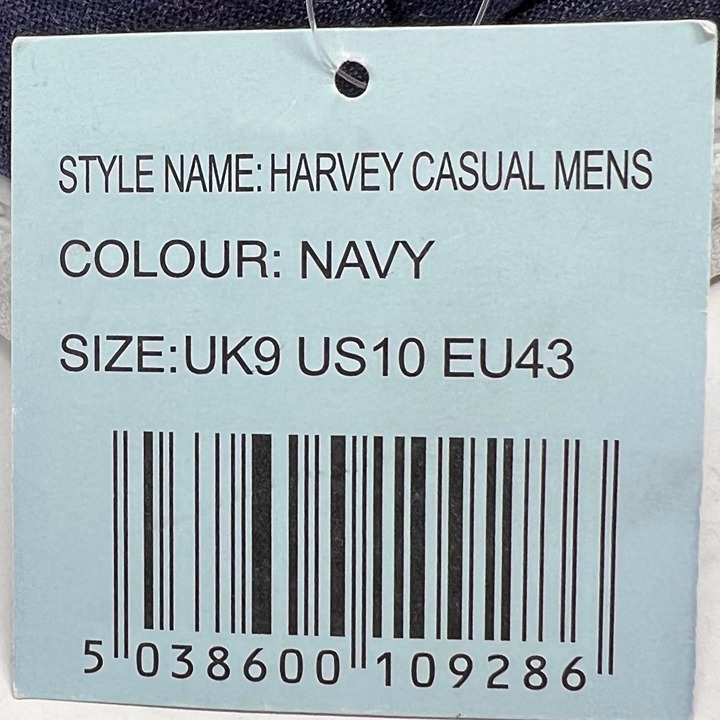 STYLE NAME: HARVEY CASUAL MENS
COLOUR: NAVY
SIZE:UK9 US10 EU43
5 038600 109286